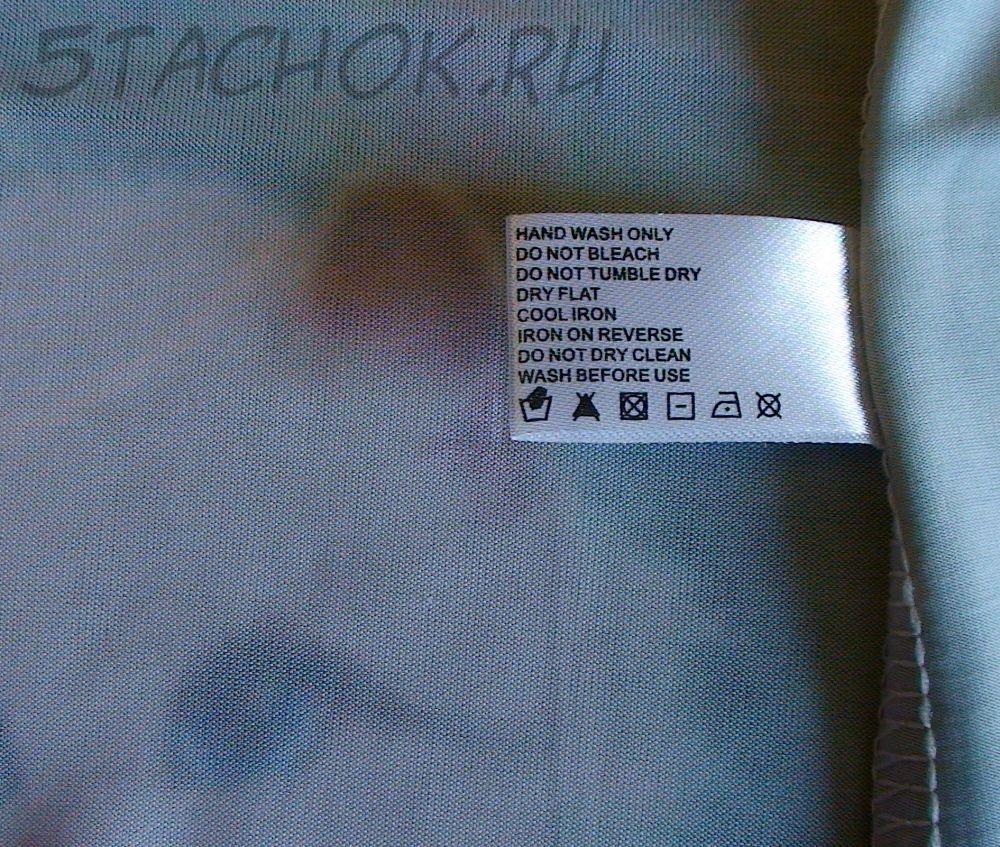 5TACHOK.RU
HAND WASH ONLY
DO NOT BLEACH
DO NOT TUMBLE DRY
DRY FLAT
COOL IRON
IRON ON REVERSE
DO NOT DRY CLEAN
WASH BEFORE USE